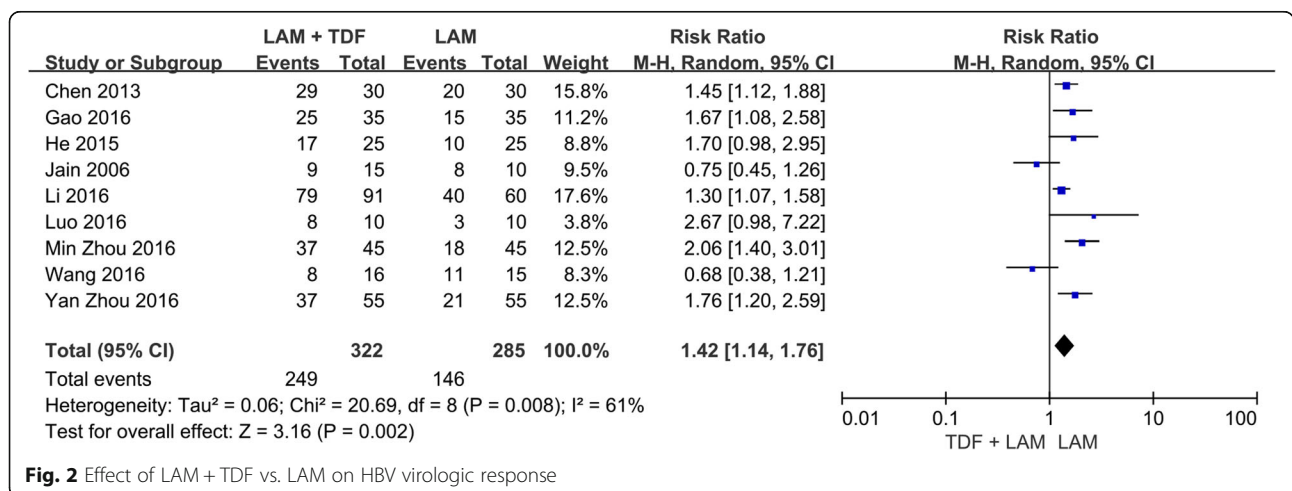 LAM + TDF LAM Risk Ratio Risk Ratio
Study or Subgroup Events Total Events Total Weight M-H, Random, 95% CI M-H, Random, 95% CI
Chen 2013 29 30 20 30 15.8% 1.45 [1.12, 1.88]
Gao 2016 25 35 15 35 11.2% 1.67 [1.08, 2.58]
He 2015 17 25 10 25 8.8% 1.70 [0.98, 2.95]
Jain 2006 9 15 8 10 9.5% 0.75 [0.45, 1.26]
Li 2016 79 91 40 60 17.6% 1.30 [1.07, 1.58]
Luo 2016 8 10 3 10 3.8% 2.67 [0.98, 7.22]
Min Zhou 2016 37 45 18 45 12.5% 2.06 [1.40, 3.01]
Wang 2016 8 16 11 15 8.3% 0.68 [0.38, 1.21]
Yan Zhou 2016 37 55 21 55 12.5% 1.76 [1.20, 2.59]
Total (95% CI) 322 285 100.0% 1.42 [1.14, 1.76]
Total events 249 146
Heterogeneity: Tau² = 0.06; Chi² = 20.69, df = 8 (P = 0.008); I² = 61%
Test for overall effect: Z = 3.16 (P = 0.002)
0.01 0.1 1 10 100
TDF + LAM LAM
Fig. 2 Effect of LAM + TDF vs. LAM on HBV virologic response